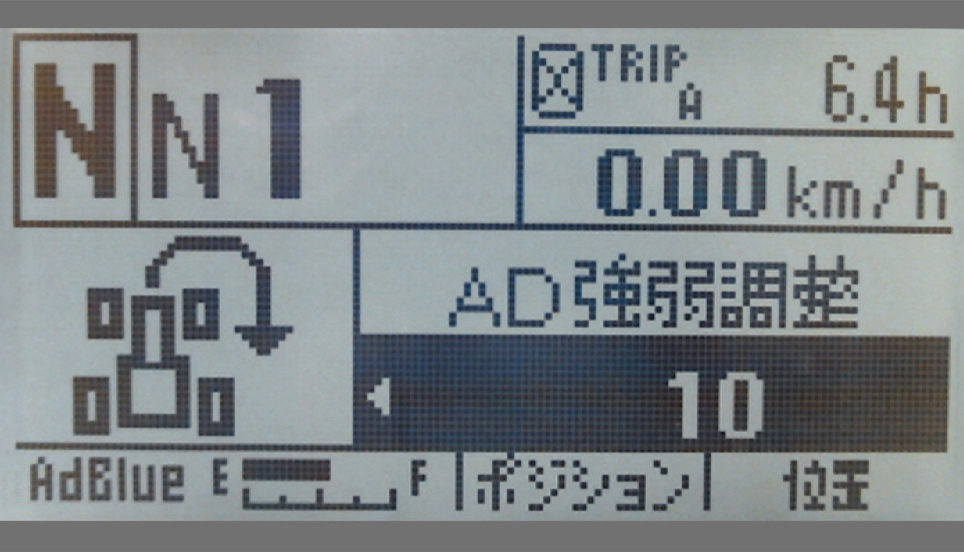 N N1
TRIP A 6.4h
0.00km/h
AD強弱調整
10
AdBlue E F ポジション 位置